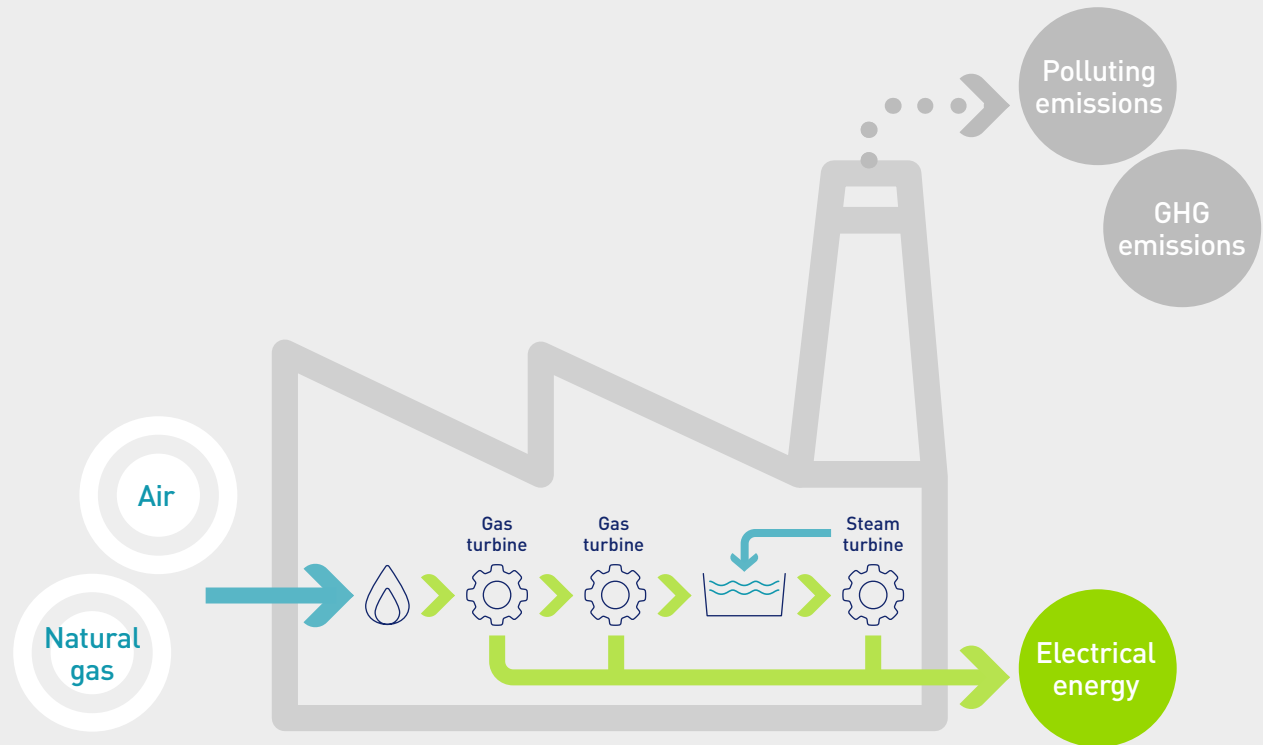 Polluting
emissions
GHG
emissions
Air
Natural
gas
Gas
turbine
Gas
turbine
Steam
turbine
Electrical
energy